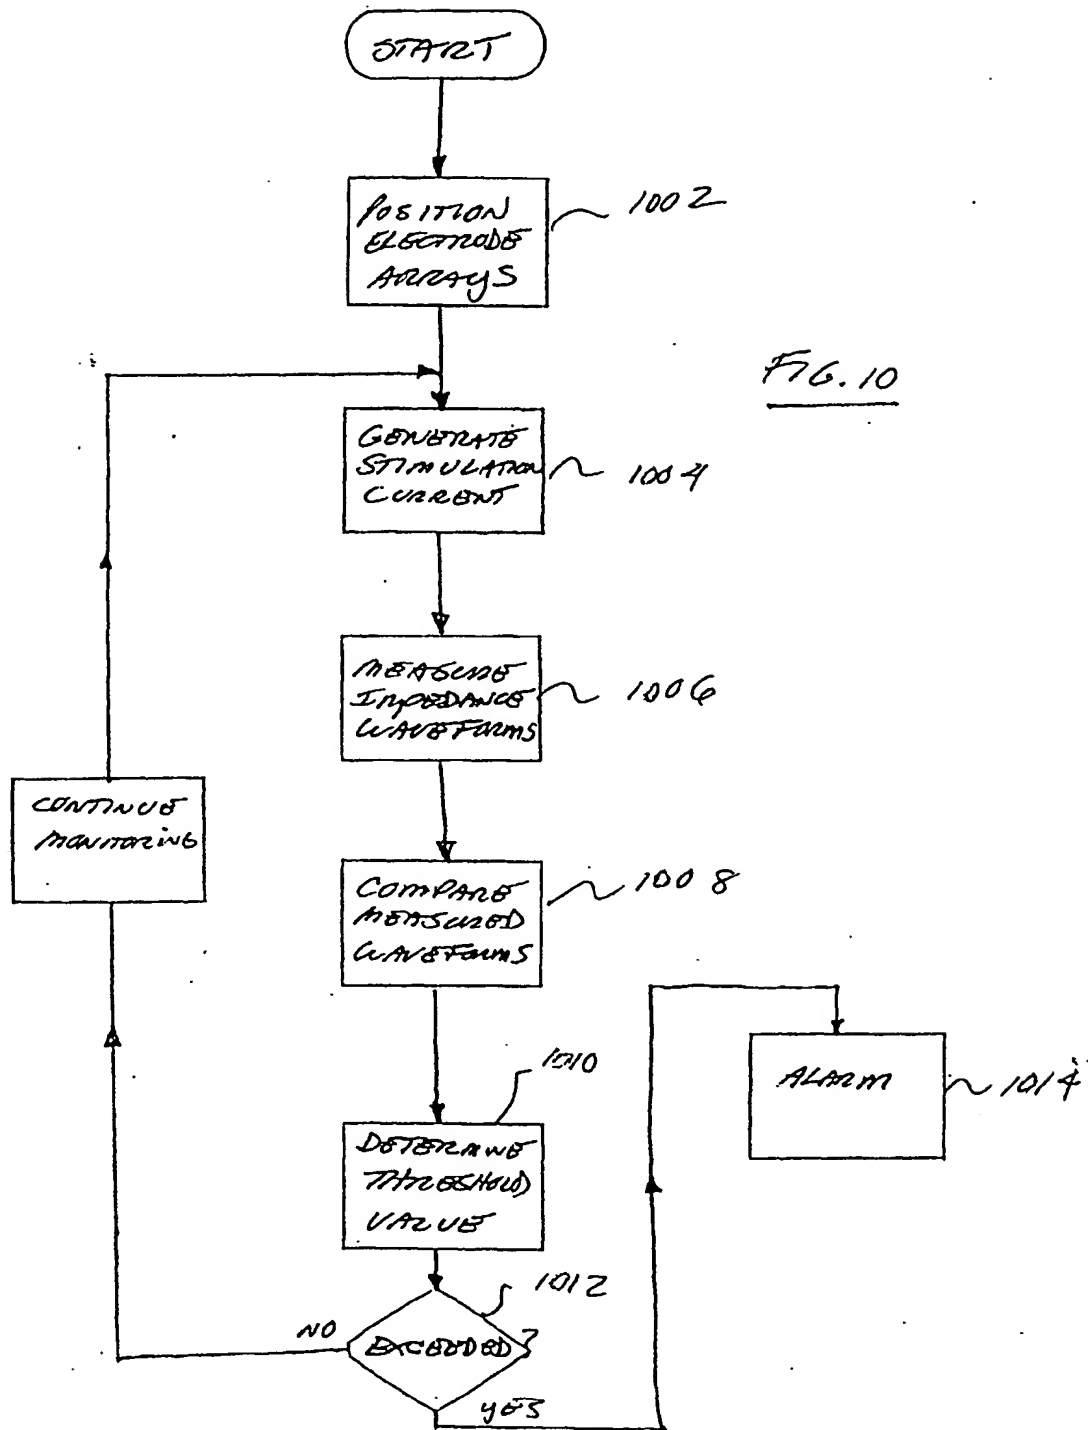 START
POSITION
ELECTRODE
ARRAYS
1002
FIG. 10
GENERATE
STIMULATION
CURRENT
1004
MEASURE
IMPEDANCE
WAVEFORMS
1006
CONTINUE
MONITORING
COMPARE
MEASURED
WAVEFORMS
1008
1010
ALARM
1014
DETERMINE
THRESHOLD
VALUE
1012
NO
EXCEEDED?
YES